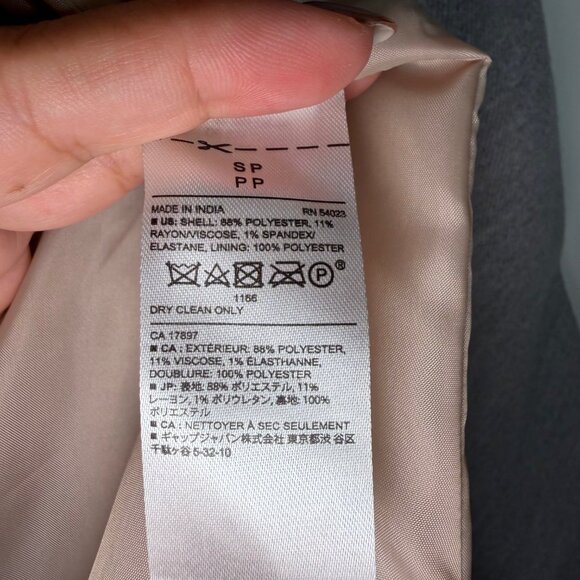 SP
PP
MADE IN INDIA RN 54023
■ US: SHELL: 88% POLYESTER, 11%
RAYON/VISCOSE, 1% SPANDEX/
ELASTANE, LINING: 100% POLYESTER
P ®
1166
DRY CLEAN ONLY
CA 17897
■ CA : EXTÉRIEUR: 88% POLYESTER,
11% VISCOSE, 1% ÉLASTHANNE,
DOUBLURE: 100% POLYESTER
■ JP: 表地: 88% ポリエステル, 11%
レーヨン, 1% ポリウレタン, 裏地: 100%
ポリエステル
■ CA : NETTOYER À SEC SEULEMENT
■ ギャップジャパン株式会社 東京都渋谷区
千駄ヶ谷 5-32-10